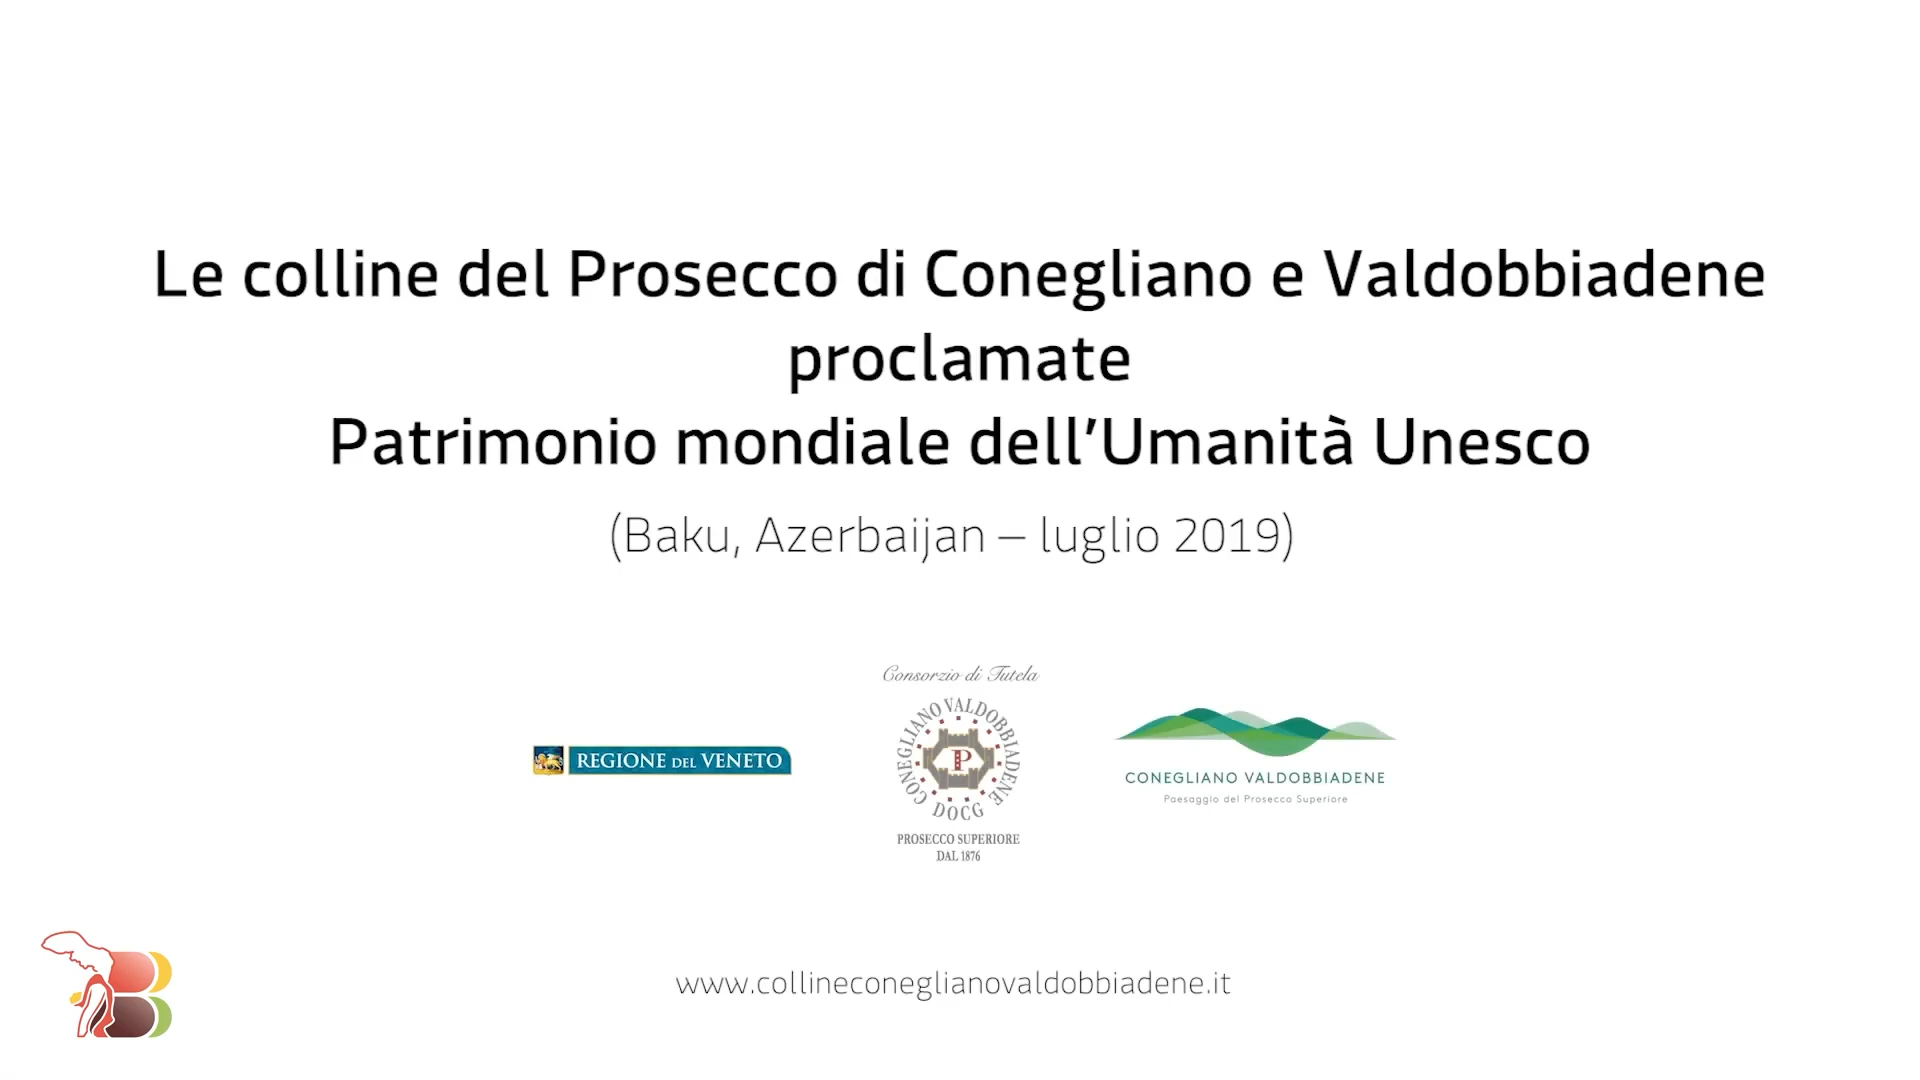 Le colline del Prosecco di Conegliano e Valdobbiadene
proclamate
Patrimonio mondiale dell’Umanità Unesco
(Baku, Azerbaijan – luglio 2019)
REGIONE DEL VENETO
Consorzio di Tutela
CONEGLIANO VALDOBBIADENE
DOCG
P
PROSECCO SUPERIORE
DAL 1876
CONEGLIANO VALDOBBIADENE
Paesaggio del Prosecco Superiore
B
www.collineconeglianovaldobbiadene.it